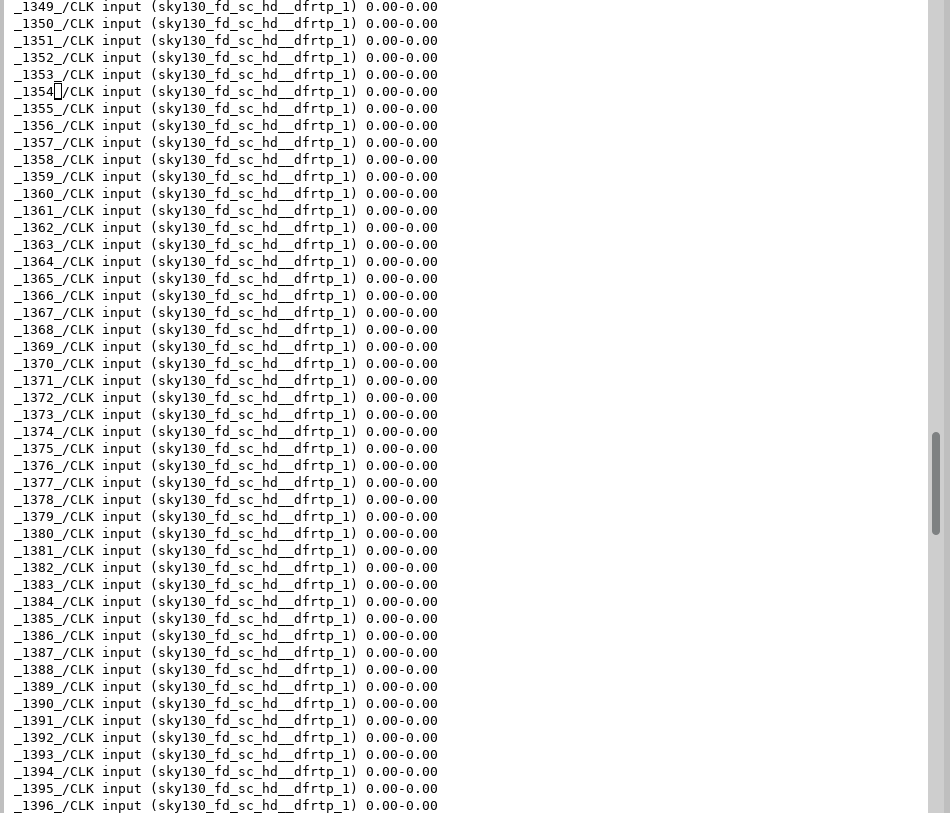 _1349_/CLK input (sky130_fd_sc_hd__dfrtp_1) 0.00-0.00
_1350_/CLK input (sky130_fd_sc_hd__dfrtp_1) 0.00-0.00
_1351_/CLK input (sky130_fd_sc_hd__dfrtp_1) 0.00-0.00
_1352_/CLK input (sky130_fd_sc_hd__dfrtp_1) 0.00-0.00
_1353_/CLK input (sky130_fd_sc_hd__dfrtp_1) 0.00-0.00
_1354_/CLK input (sky130_fd_sc_hd__dfrtp_1) 0.00-0.00
_1355_/CLK input (sky130_fd_sc_hd__dfrtp_1) 0.00-0.00
_1356_/CLK input (sky130_fd_sc_hd__dfrtp_1) 0.00-0.00
_1357_/CLK input (sky130_fd_sc_hd__dfrtp_1) 0.00-0.00
_1358_/CLK input (sky130_fd_sc_hd__dfrtp_1) 0.00-0.00
_1359_/CLK input (sky130_fd_sc_hd__dfrtp_1) 0.00-0.00
_1360_/CLK input (sky130_fd_sc_hd__dfrtp_1) 0.00-0.00
_1361_/CLK input (sky130_fd_sc_hd__dfrtp_1) 0.00-0.00
_1362_/CLK input (sky130_fd_sc_hd__dfrtp_1) 0.00-0.00
_1363_/CLK input (sky130_fd_sc_hd__dfrtp_1) 0.00-0.00
_1364_/CLK input (sky130_fd_sc_hd__dfrtp_1) 0.00-0.00
_1365_/CLK input (sky130_fd_sc_hd__dfrtp_1) 0.00-0.00
_1366_/CLK input (sky130_fd_sc_hd__dfrtp_1) 0.00-0.00
_1367_/CLK input (sky130_fd_sc_hd__dfrtp_1) 0.00-0.00
_1368_/CLK input (sky130_fd_sc_hd__dfrtp_1) 0.00-0.00
_1369_/CLK input (sky130_fd_sc_hd__dfrtp_1) 0.00-0.00
_1370_/CLK input (sky130_fd_sc_hd__dfrtp_1) 0.00-0.00
_1371_/CLK input (sky130_fd_sc_hd__dfrtp_1) 0.00-0.00
_1372_/CLK input (sky130_fd_sc_hd__dfrtp_1) 0.00-0.00
_1373_/CLK input (sky130_fd_sc_hd__dfrtp_1) 0.00-0.00
_1374_/CLK input (sky130_fd_sc_hd__dfrtp_1) 0.00-0.00
_1375_/CLK input (sky130_fd_sc_hd__dfrtp_1) 0.00-0.00
_1376_/CLK input (sky130_fd_sc_hd__dfrtp_1) 0.00-0.00
_1377_/CLK input (sky130_fd_sc_hd__dfrtp_1) 0.00-0.00
_1378_/CLK input (sky130_fd_sc_hd__dfrtp_1) 0.00-0.00
_1379_/CLK input (sky130_fd_sc_hd__dfrtp_1) 0.00-0.00
_1380_/CLK input (sky130_fd_sc_hd__dfrtp_1) 0.00-0.00
_1381_/CLK input (sky130_fd_sc_hd__dfrtp_1) 0.00-0.00
_1382_/CLK input (sky130_fd_sc_hd__dfrtp_1) 0.00-0.00
_1383_/CLK input (sky130_fd_sc_hd__dfrtp_1) 0.00-0.00
_1384_/CLK input (sky130_fd_sc_hd__dfrtp_1) 0.00-0.00
_1385_/CLK input (sky130_fd_sc_hd__dfrtp_1) 0.00-0.00
_1386_/CLK input (sky130_fd_sc_hd__dfrtp_1) 0.00-0.00
_1387_/CLK input (sky130_fd_sc_hd__dfrtp_1) 0.00-0.00
_1388_/CLK input (sky130_fd_sc_hd__dfrtp_1) 0.00-0.00
_1389_/CLK input (sky130_fd_sc_hd__dfrtp_1) 0.00-0.00
_1390_/CLK input (sky130_fd_sc_hd__dfrtp_1) 0.00-0.00
_1391_/CLK input (sky130_fd_sc_hd__dfrtp_1) 0.00-0.00
_1392_/CLK input (sky130_fd_sc_hd__dfrtp_1) 0.00-0.00
_1393_/CLK input (sky130_fd_sc_hd__dfrtp_1) 0.00-0.00
_1394_/CLK input (sky130_fd_sc_hd__dfrtp_1) 0.00-0.00
_1395_/CLK input (sky130_fd_sc_hd__dfrtp_1) 0.00-0.00
_1396_/CLK input (sky130_fd_sc_hd__dfrtp_1) 0.00-0.00